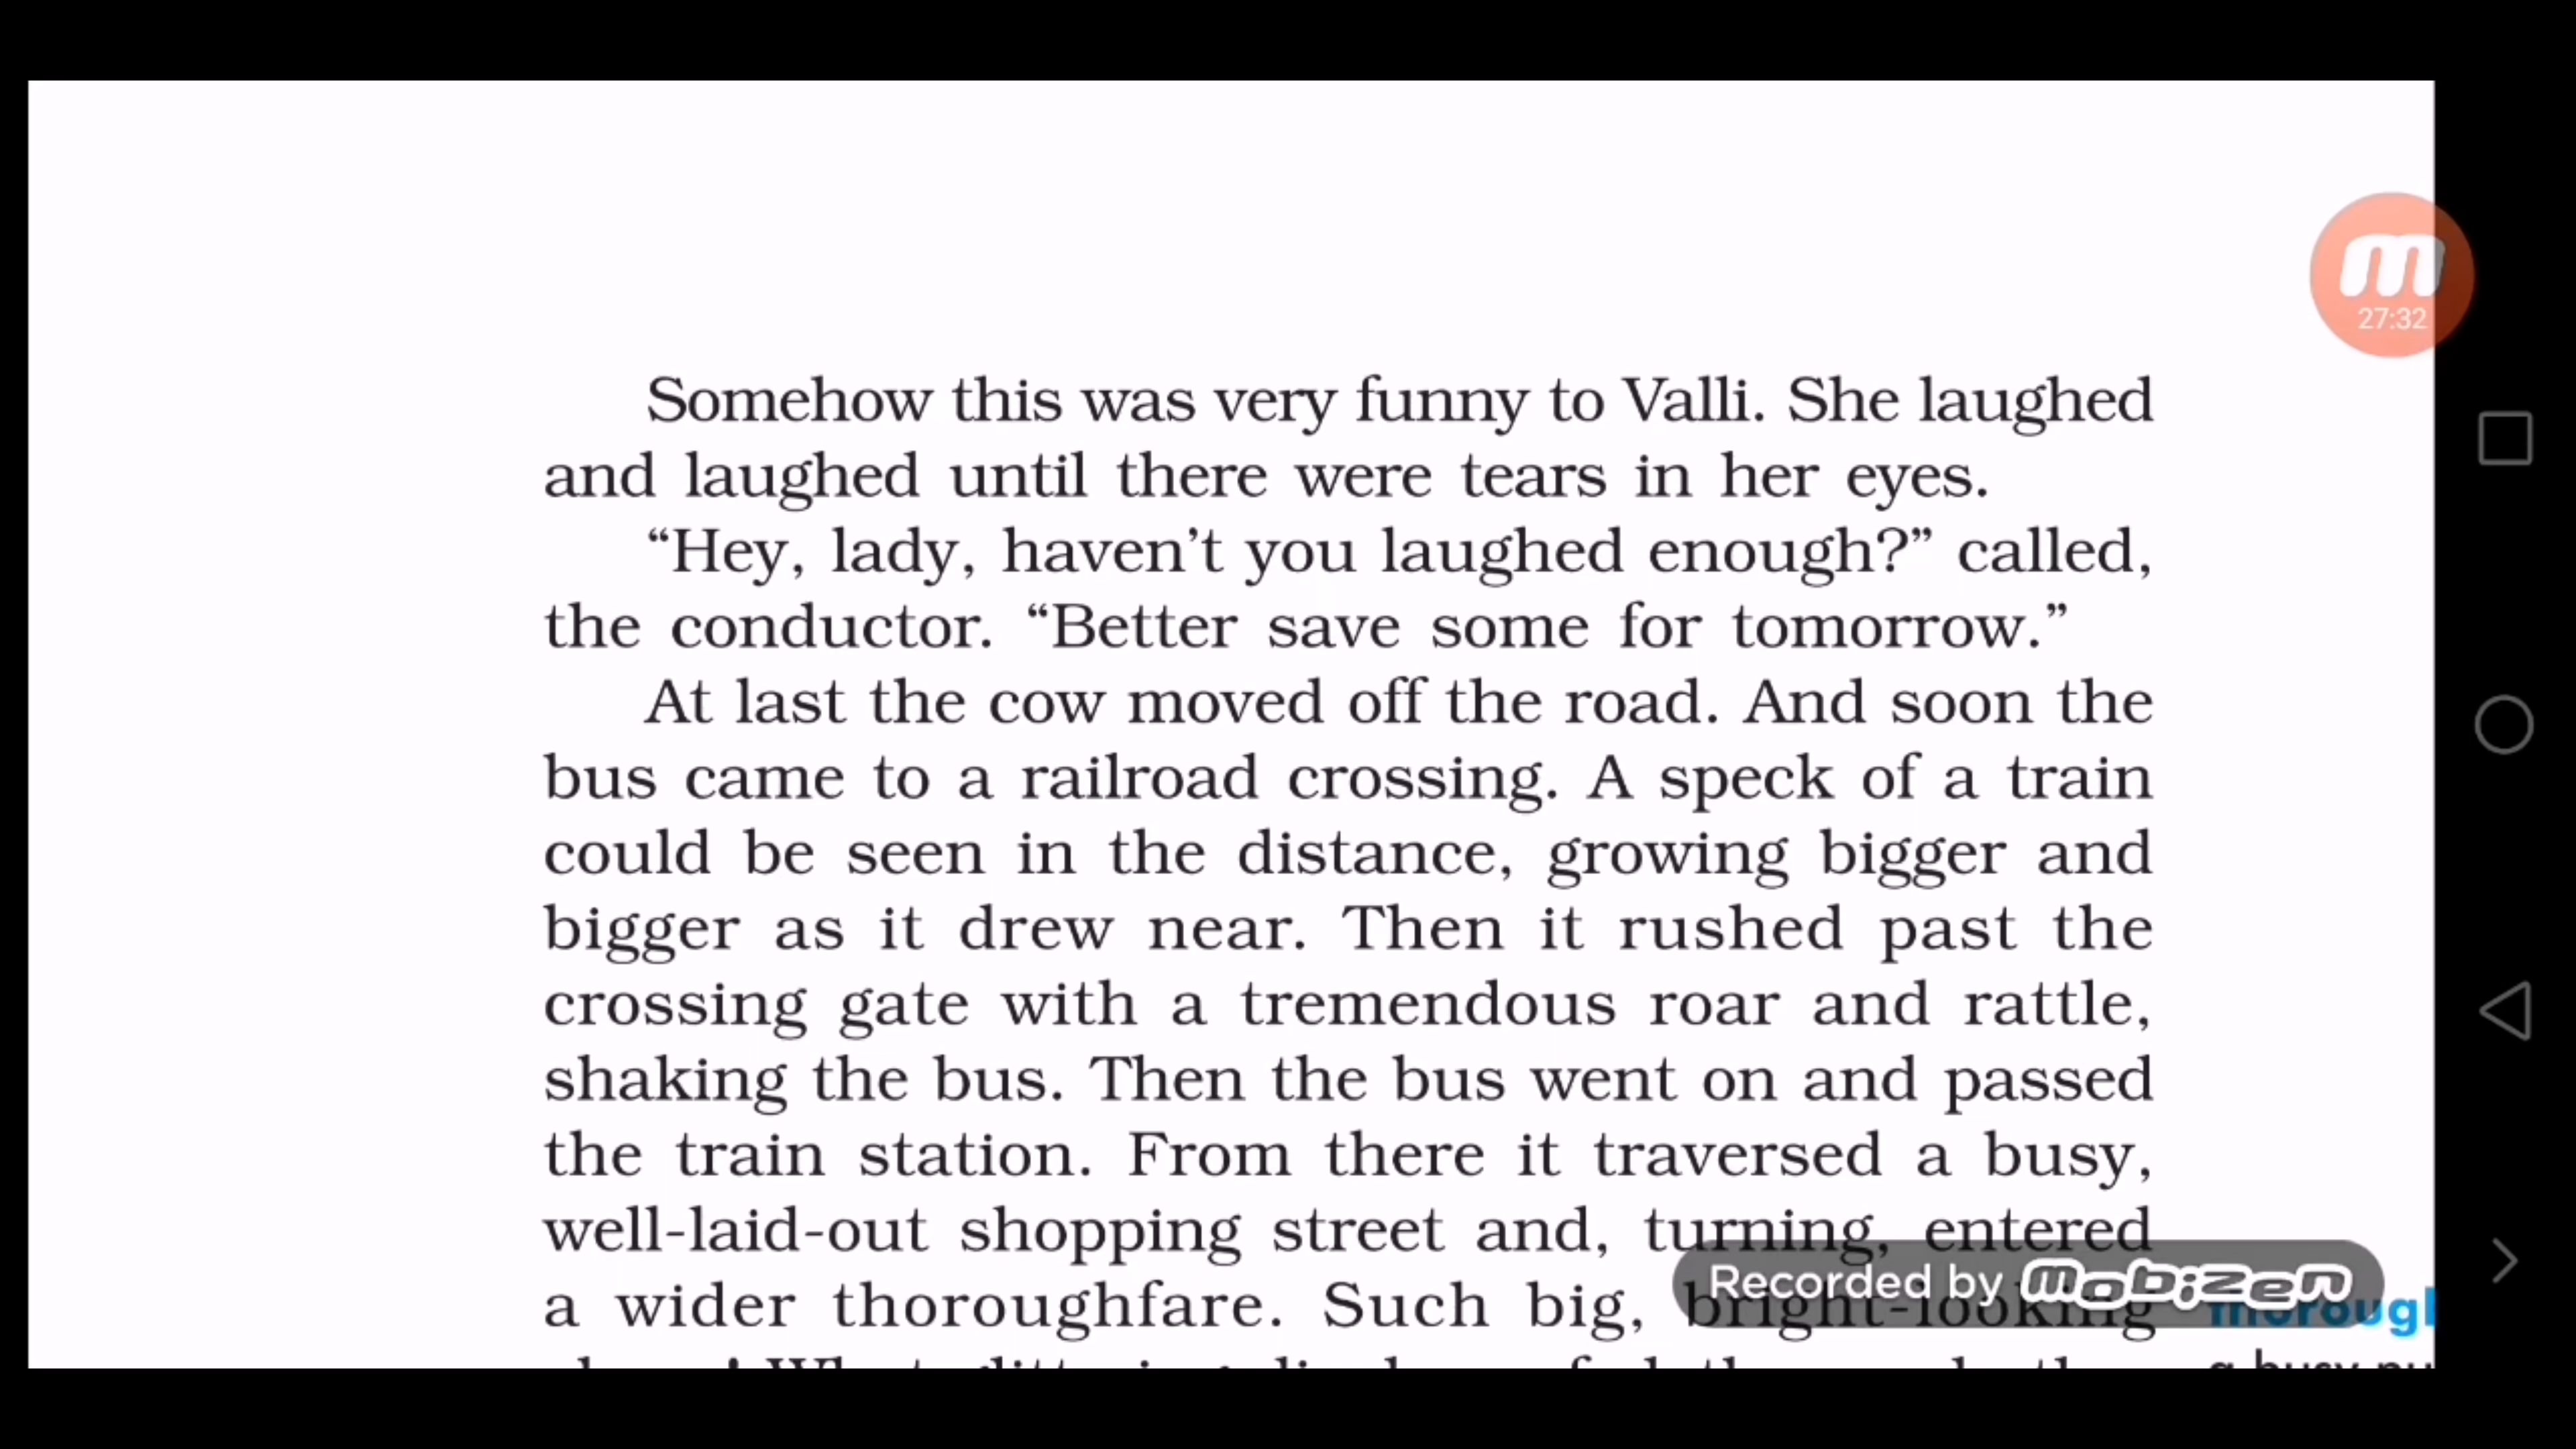 27:32
Somehow this was very funny to Valli. She laughed
and laughed until there were tears in her eyes.
“Hey, lady, haven’t you laughed enough?” called,
the conductor. “Better save some for tomorrow.”
At last the cow moved off the road. And soon the
bus came to a railroad crossing. A speck of a train
could be seen in the distance, growing bigger and
bigger as it drew near. Then it rushed past the
crossing gate with a tremendous roar and rattle,
shaking the bus. Then the bus went on and passed
the train station. From there it traversed a busy,
well-laid-out shopping street and, turning, entered
a wider thoroughfare. Such big, bright-looking
Recorded by mobizen